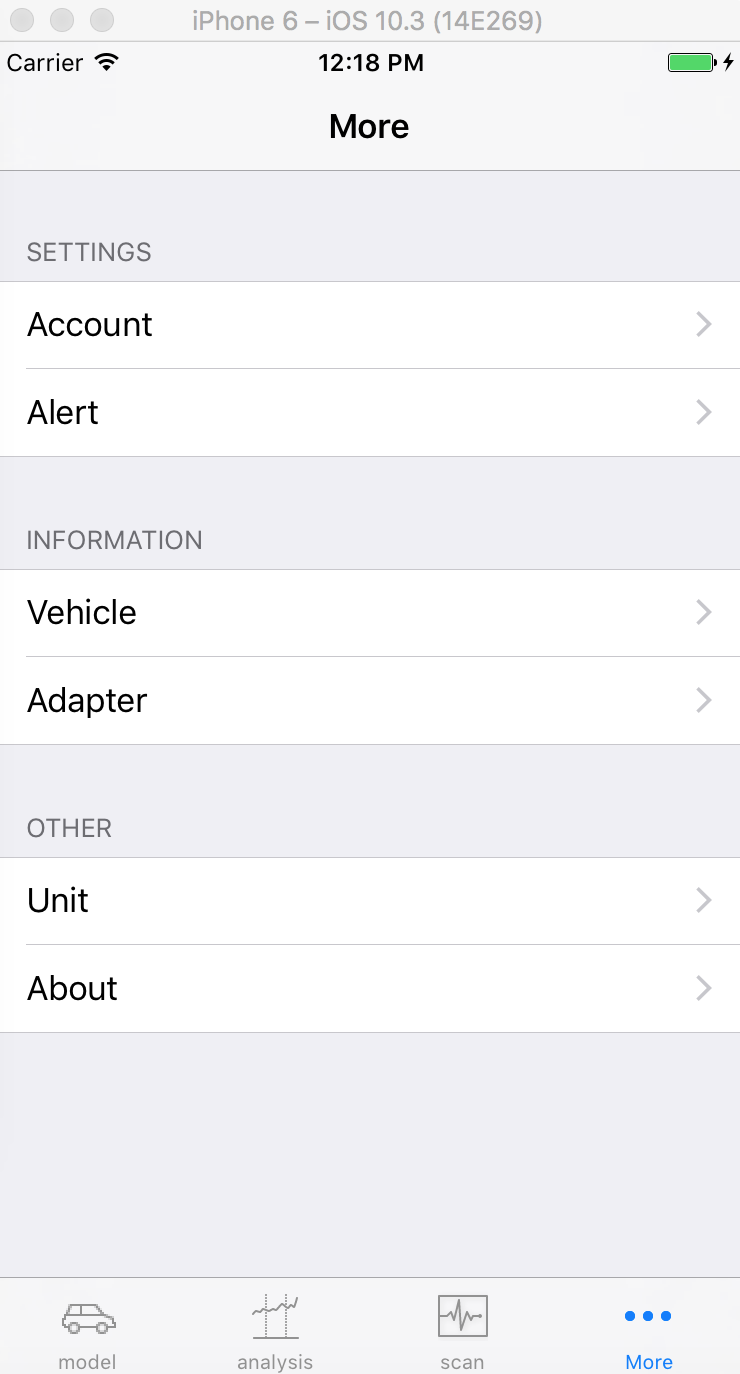 iPhone 6 – iOS 10.3 (14E269)
Carrier 12:18 PM
More
SETTINGS
Account
Alert
INFORMATION
Vehicle
Adapter
OTHER
Unit
About
model analysis scan More